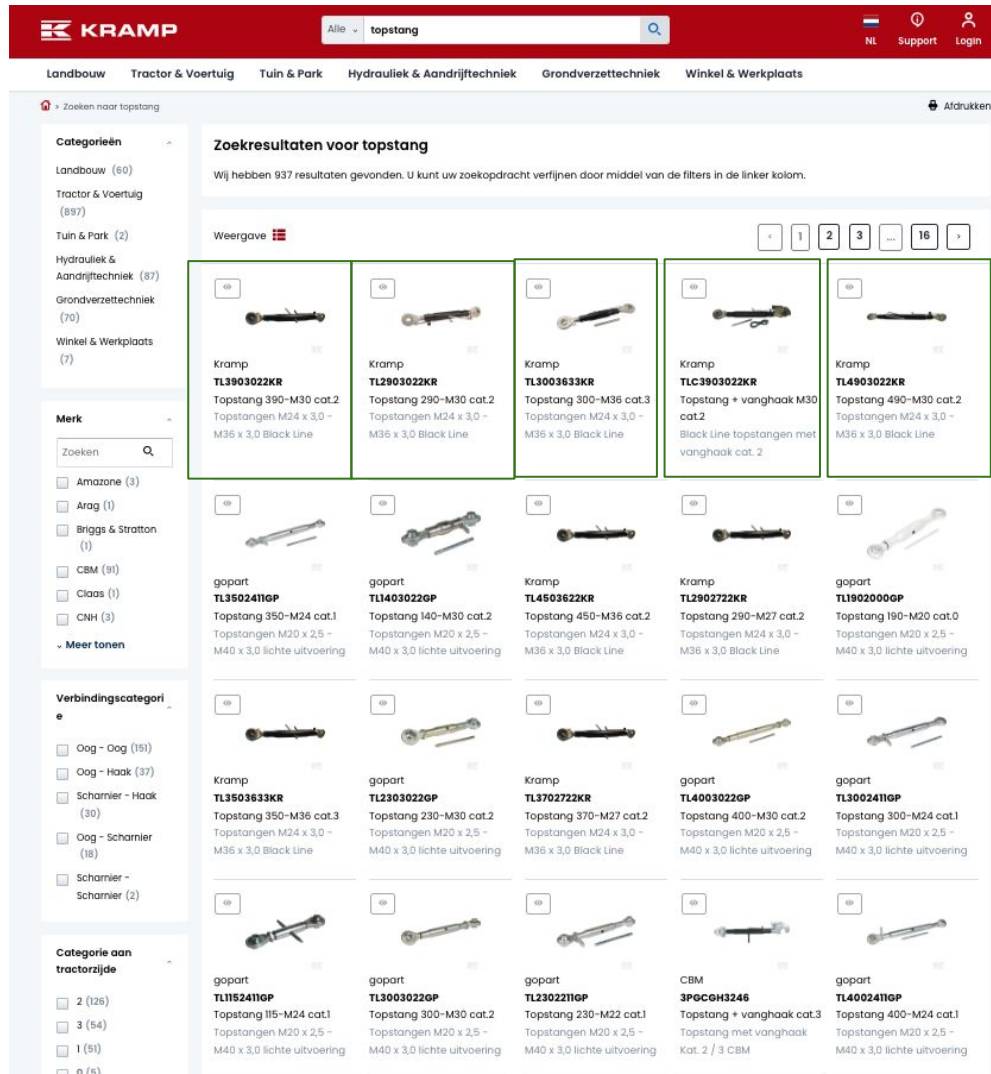 KRAMP
Alle topstang
NL Support Login
Landbouw Tractor & Voertuig Tuin & Park Hydrauliek & Aandrijftechniek Grondverzettechniek Winkel & Werkplaats
> Zoeken naar topstang
Afdrukken
Categorieën
Landbouw (60)
Tractor & Voertuig
(897)
Tuin & Park (2)
Hydrauliek &
Aandrijftechniek (87)
Grondverzettechniek
(70)
Winkel & Werkplaats
(7)
Merk
Zoeken
Amazone (3)
Arag (1)
Briggs & Stratton
(1)
CBM (91)
Claas (1)
CNH (3)
Meer tonen
Verbindingscategori
e
Oog - Oog (151)
Oog - Haak (37)
Scharnier - Haak
(30)
Oog - Scharnier
(18)
Scharnier -
Scharnier (2)
Categorie aan
tractorzijde
2 (126)
3 (54)
1 (51)
0 (5)
Zoekresultaten voor topstang
Wij hebben 937 resultaten gevonden. U kunt uw zoekopdracht verfijnen door middel van de filters in de linker kolom.
Weergave
‹ 1 2 3 ... 16 ›
Kramp
TL3903022KR
Topstang 390-M30 cat.2
Topstangen M24 x 3,0 -
M36 x 3,0 Black Line
Kramp
TL2903022KR
Topstang 290-M30 cat.2
Topstangen M24 x 3,0 -
M36 x 3,0 Black Line
Kramp
TL3003633KR
Topstang 300-M36 cat.3
Topstangen M24 x 3,0 -
M36 x 3,0 Black Line
Kramp
TLC3903022KR
Topstang + vanghaak M30
cat.2
Black Line topstangen met
vanghaak cat. 2
Kramp
TL4903022KR
Topstang 490-M30 cat.2
Topstangen M24 x 3,0 -
M36 x 3,0 Black Line
gopart
TL3502411GP
Topstang 350-M24 cat.1
Topstangen M20 x 2,5 -
M40 x 3,0 lichte uitvoering
gopart
TL1403022GP
Topstang 140-M30 cat.2
Topstangen M20 x 2,5 -
M40 x 3,0 lichte uitvoering
Kramp
TL4503622KR
Topstang 450-M36 cat.2
Topstangen M24 x 3,0 -
M36 x 3,0 Black Line
Kramp
TL2902722KR
Topstang 290-M27 cat.2
Topstangen M24 x 3,0 -
M36 x 3,0 Black Line
gopart
TL1902000GP
Topstang 190-M20 cat.0
Topstangen M20 x 2,5 -
M40 x 3,0 lichte uitvoering
Kramp
TL3503633KR
Topstang 350-M36 cat.3
Topstangen M24 x 3,0 -
M36 x 3,0 Black Line
gopart
TL2303022GP
Topstang 230-M30 cat.2
Topstangen M20 x 2,5 -
M40 x 3,0 lichte uitvoering
Kramp
TL3702722KR
Topstang 370-M27 cat.2
Topstangen M24 x 3,0 -
M36 x 3,0 Black Line
gopart
TL4003022GP
Topstang 400-M30 cat.2
Topstangen M20 x 2,5 -
M40 x 3,0 lichte uitvoering
gopart
TL3002411GP
Topstang 300-M24 cat.1
Topstangen M20 x 2,5 -
M40 x 3,0 lichte uitvoering
gopart
TL1152411GP
Topstang 115-M24 cat.1
Topstangen M20 x 2,5 -
M40 x 3,0 lichte uitvoering
gopart
TL3003022GP
Topstang 300-M30 cat.2
Topstangen M20 x 2,5 -
M40 x 3,0 lichte uitvoering
gopart
TL2302211GP
Topstang 230-M22 cat.1
Topstangen M20 x 2,5 -
M40 x 3,0 lichte uitvoering
CBM
3PGCGH3246
Topstang + vanghaak cat.3
Topstang met vanghaak
Kat. 2 / 3 CBM
gopart
TL4002411GP
Topstang 400-M24 cat.1
Topstangen M20 x 2,5 -
M40 x 3,0 lichte uitvoering